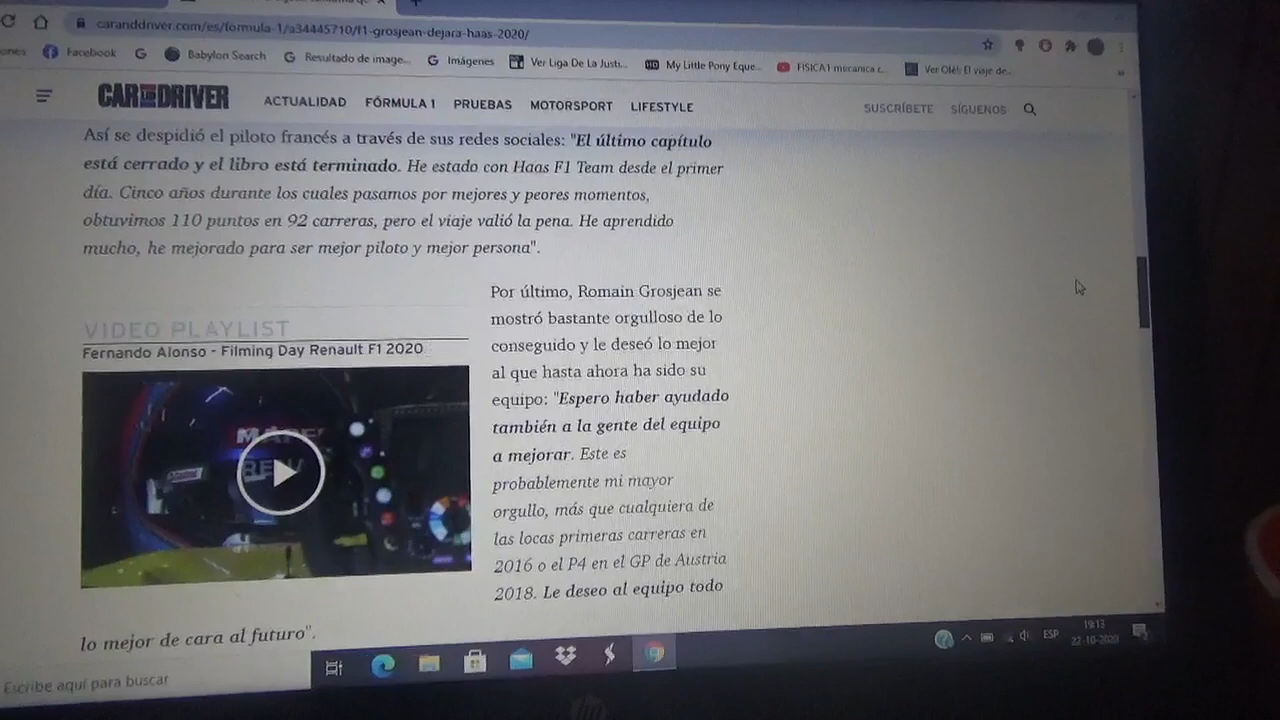 caranddriver.com/es/formula-1/a34445710/f1-grosjean-dejara-haas-2020/
ones Facebook G Babylon Search G Resultado de image... G Imágenes Ver Liga De La Justi... My Little Pony Eque... FISICA1 mecanica c... Ver Olé!: El viaje de...
CAR AND DRIVER ACTUALIDAD FÓRMULA 1 PRUEBAS MOTORSPORT LIFESTYLE SUSCRÍBETE SÍGUENOS
Así se despidió el piloto francés a través de sus redes sociales: "El último capítulo
está cerrado y el libro está terminado. He estado con Haas F1 Team desde el primer
día. Cinco años durante los cuales pasamos por mejores y peores momentos,
obtuvimos 110 puntos en 92 carreras, pero el viaje valió la pena. He aprendido
mucho, he mejorado para ser mejor piloto y mejor persona".
VIDEO PLAYLIST
Fernando Alonso - Filming Day Renault F1 2020
Por último, Romain Grosjean se
mostró bastante orgulloso de lo
conseguido y le deseó lo mejor
al que hasta ahora ha sido su
equipo: "Espero haber ayudado
también a la gente del equipo
a mejorar. Este es
probablemente mi mayor
orgullo, más que cualquiera de
las locas primeras carreras en
2016 o el P4 en el GP de Austria
2018. Le deseo al equipo todo
lo mejor de cara al futuro".
Escribe aquí para buscar
ESP
19:13
22-10-2020
hp